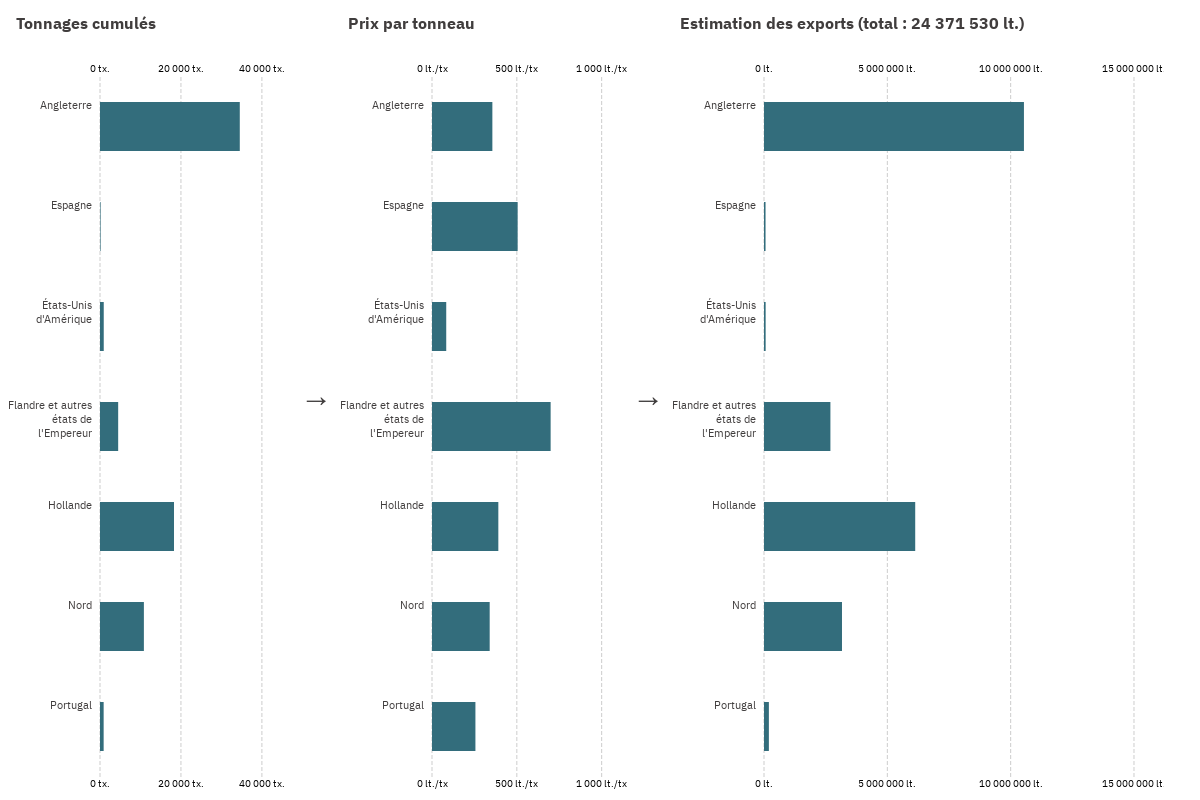 Tonnages cumulés
0 tx.
20 000 tx.
40 000 tx.
Angleterre
Espagne
États-Unis
d'Amérique
Flandre et autres
états de
l'Empereur
Hollande
Nord
Portugal
0 tx.
20 000 tx.
40 000 tx.
→
Prix par tonneau
0 lt./tx
500 lt./tx
1 000 lt./tx
Angleterre
Espagne
États-Unis
d'Amérique
Flandre et autres
états de
l'Empereur
Hollande
Nord
Portugal
0 lt./tx
500 lt./tx
1 000 lt./tx
→
Estimation des exports (total : 24 371 530 lt.)
0 lt.
5 000 000 lt.
10 000 000 lt.
15 000 000 lt
Angleterre
Espagne
États-Unis
d'Amérique
Flandre et autres
états de
l'Empereur
Hollande
Nord
Portugal
0 lt.
5 000 000 lt.
10 000 000 lt.
15 000 000 lt